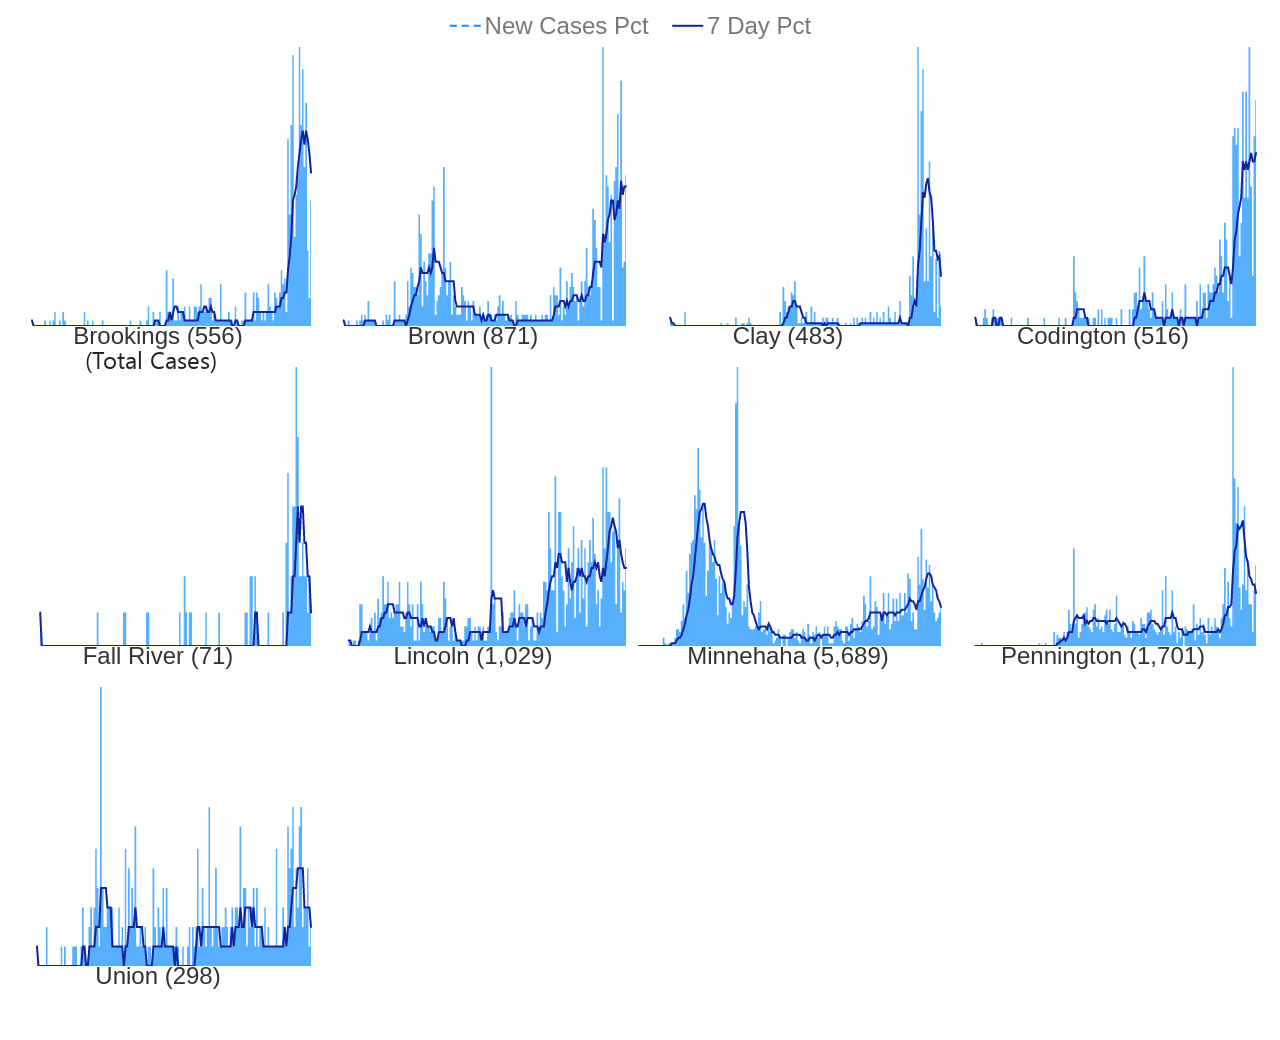 New Cases Pct 7 Day Pct
Brookings (556) Brown (871) Clay (483) Codington (516)
(Total Cases)
Fall River (71) Lincoln (1,029) Minnehaha (5,689) Pennington (1,701)
Union (298)